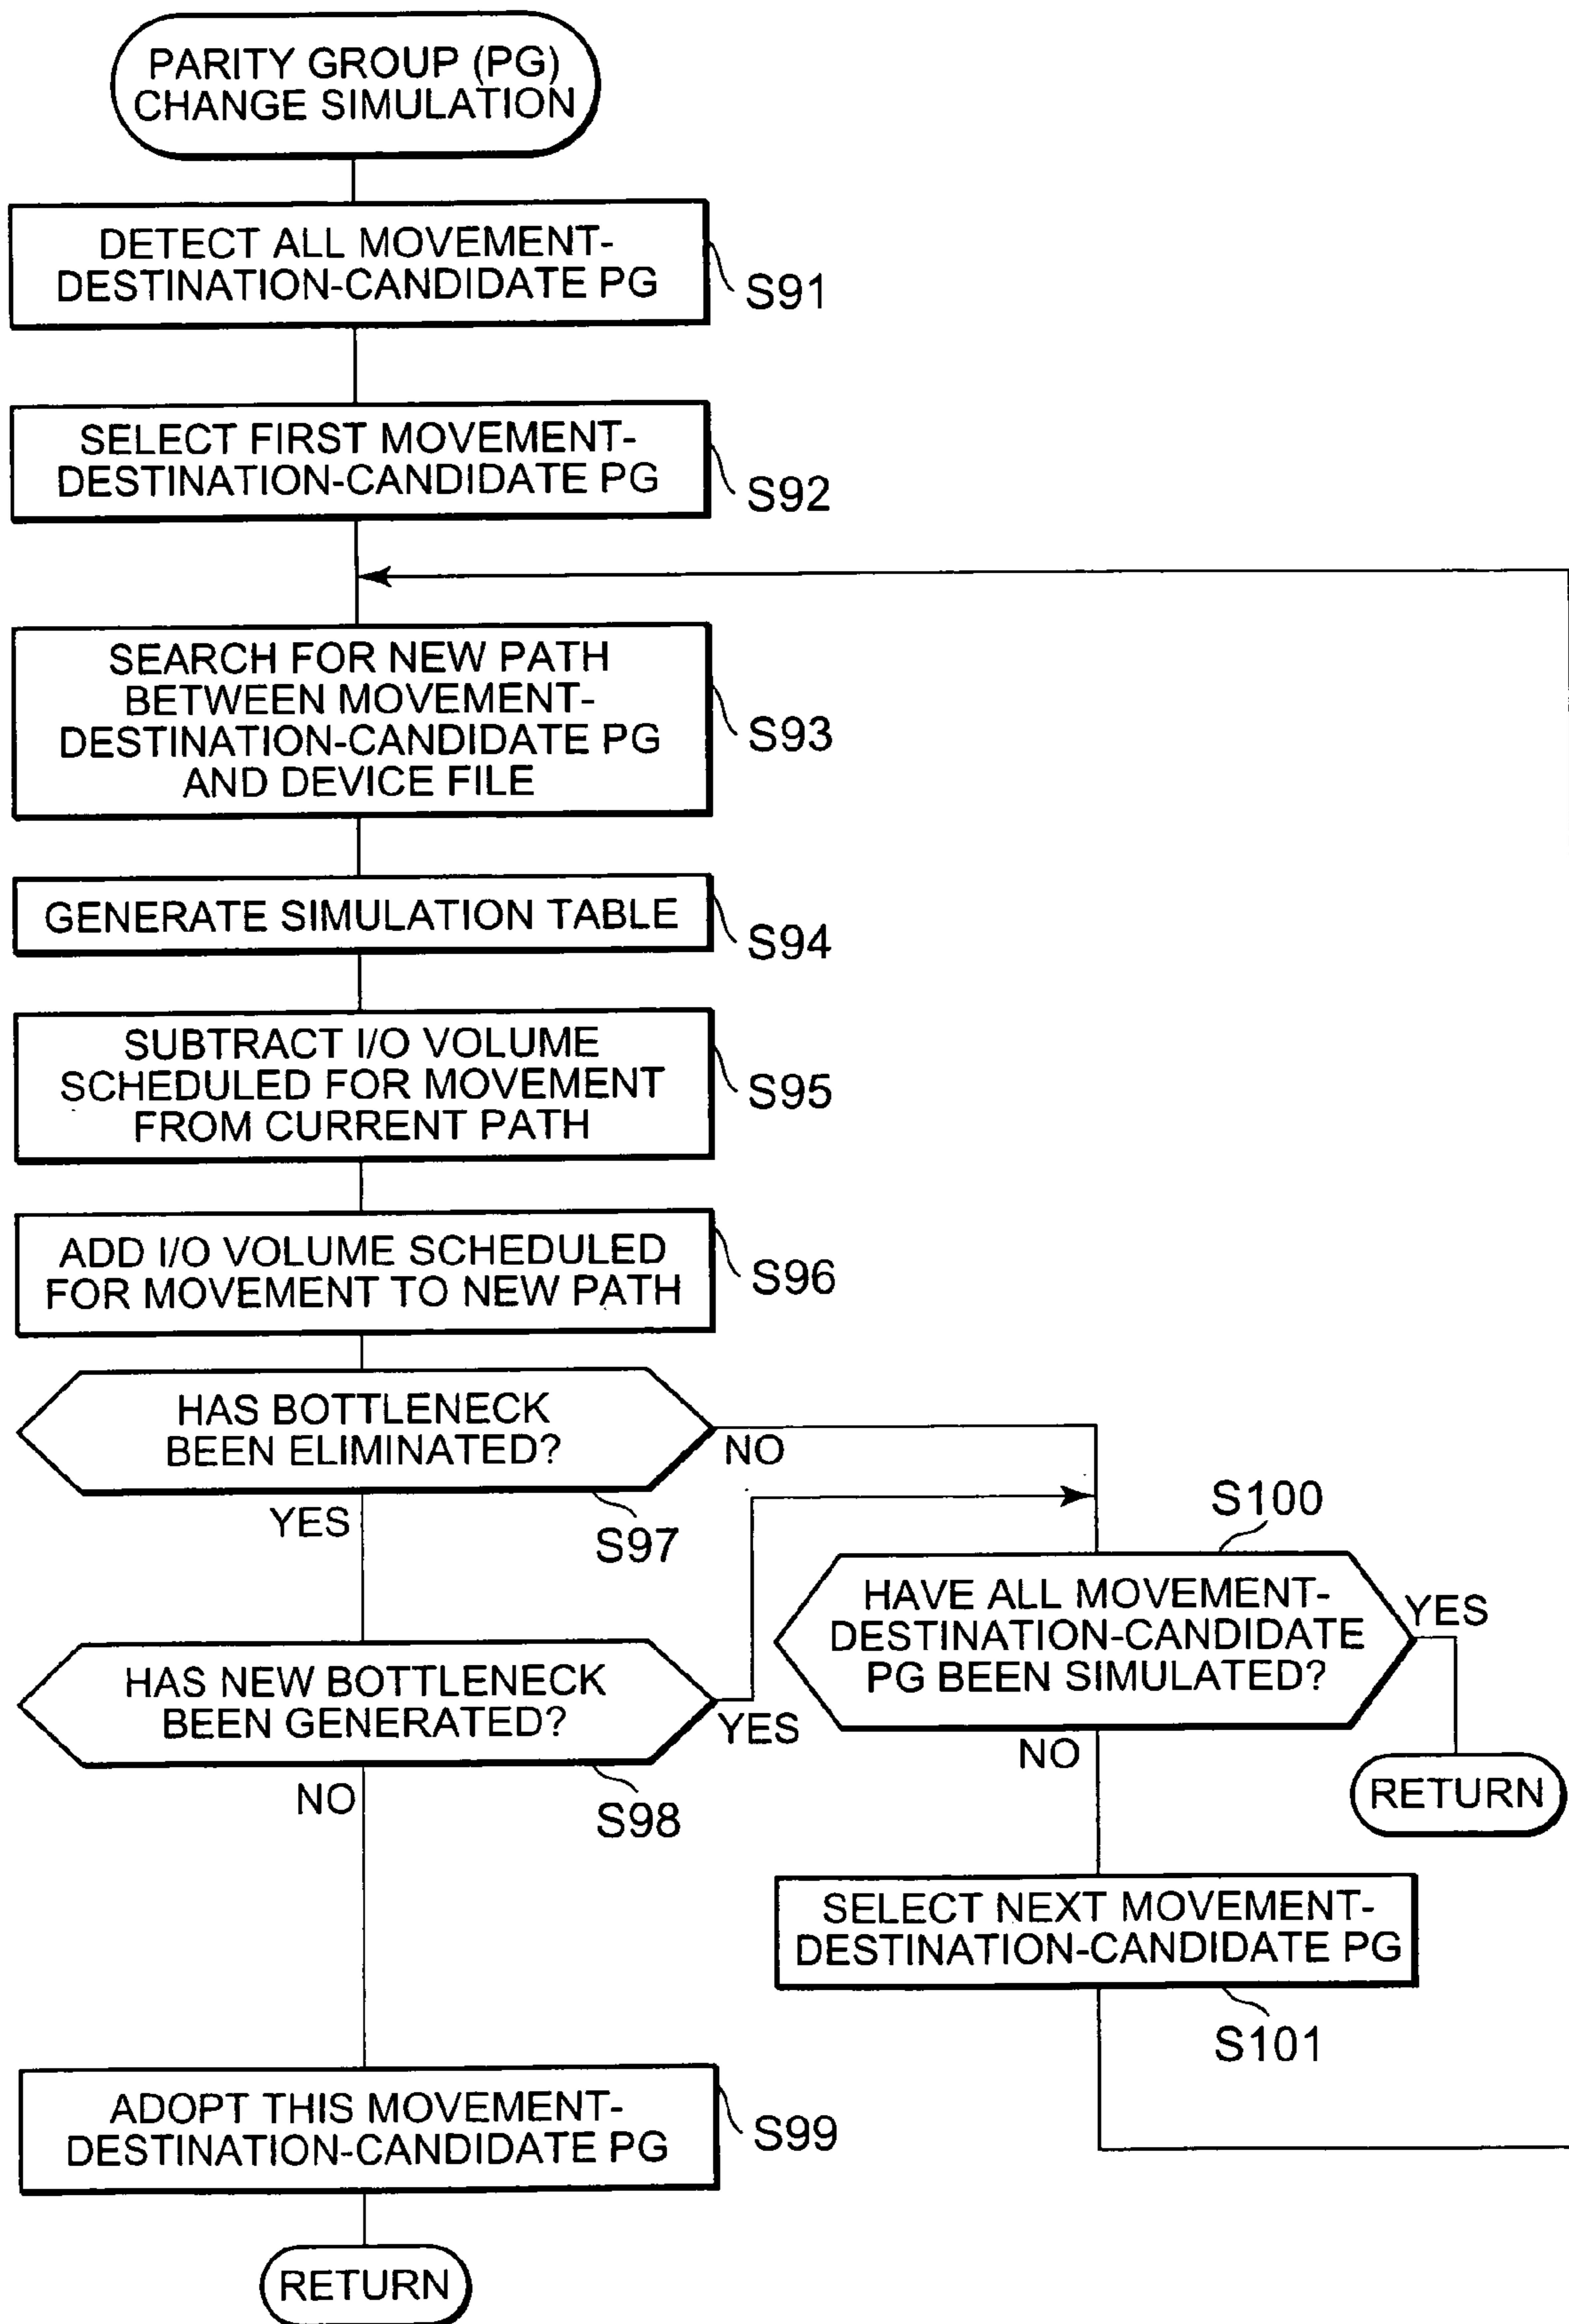 PARITY GROUP (PG)
CHANGE SIMULATION
DETECT ALL MOVEMENT-
DESTINATION-CANDIDATE PG
S91
SELECT FIRST MOVEMENT-
DESTINATION-CANDIDATE PG
S92
SEARCH FOR NEW PATH
BETWEEN MOVEMENT-
DESTINATION-CANDIDATE PG
AND DEVICE FILE
S93
GENERATE SIMULATION TABLE
S94
SUBTRACT I/O VOLUME
SCHEDULED FOR MOVEMENT
FROM CURRENT PATH
S95
ADD I/O VOLUME SCHEDULED
FOR MOVEMENT TO NEW PATH
S96
HAS BOTTLENECK
BEEN ELIMINATED?
NO
YES
S97
HAS NEW BOTTLENECK
BEEN GENERATED?
YES
NO
S98
S100
HAVE ALL MOVEMENT-
DESTINATION-CANDIDATE
PG BEEN SIMULATED?
YES
NO
RETURN
SELECT NEXT MOVEMENT-
DESTINATION-CANDIDATE PG
S101
ADOPT THIS MOVEMENT-
DESTINATION-CANDIDATE PG
S99
RETURN